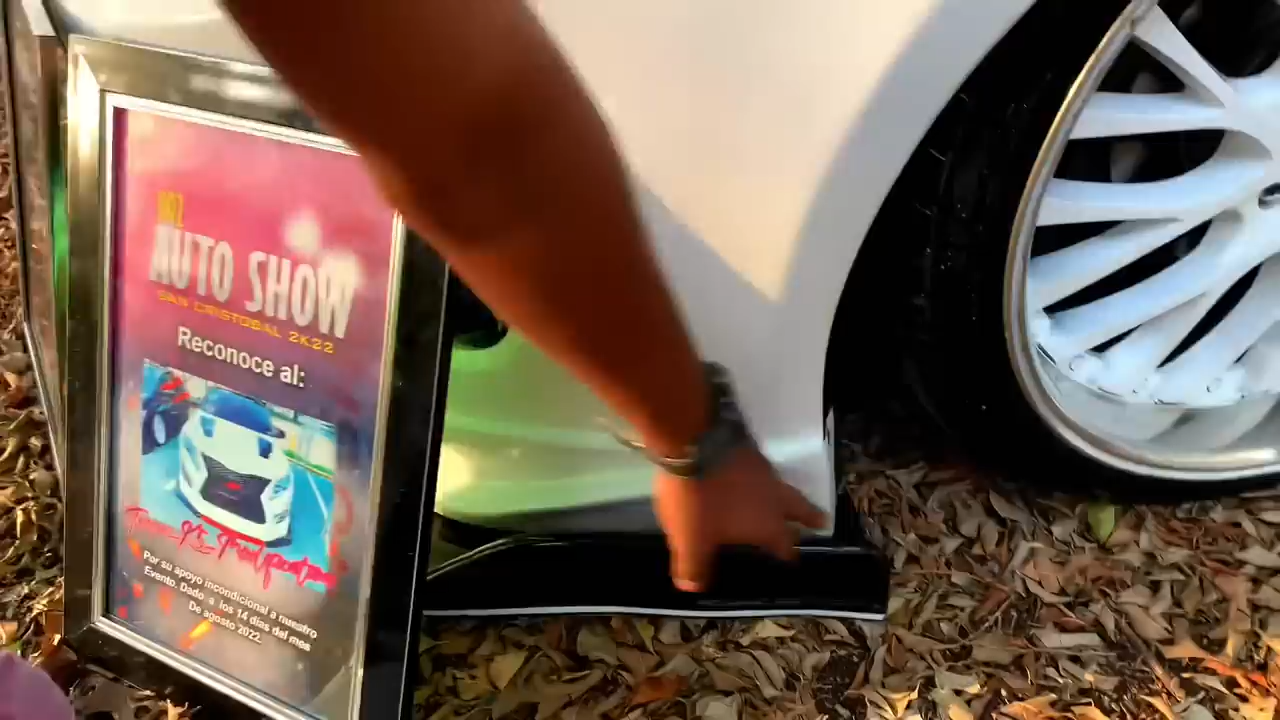 AUTO SHOW
SAN CRISTOBAL 2K22
Reconoce al:
Por su apoyo incondicional a nuestro
Evento. Dado a los 14 días del mes
De agosto 2022.